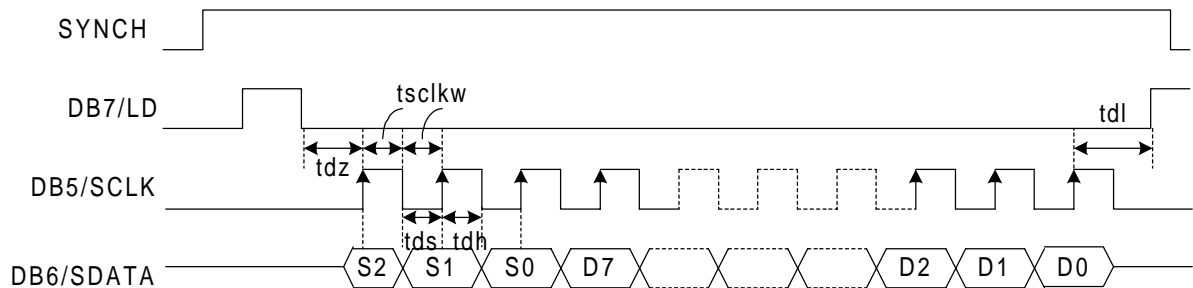 SYNCH
DB7/LD
tsclkw
tdl
tdz
DB5/SCLK
tds
tdh
DB6/SDATA
S2
S1
S0
D7
D2
D1
D0